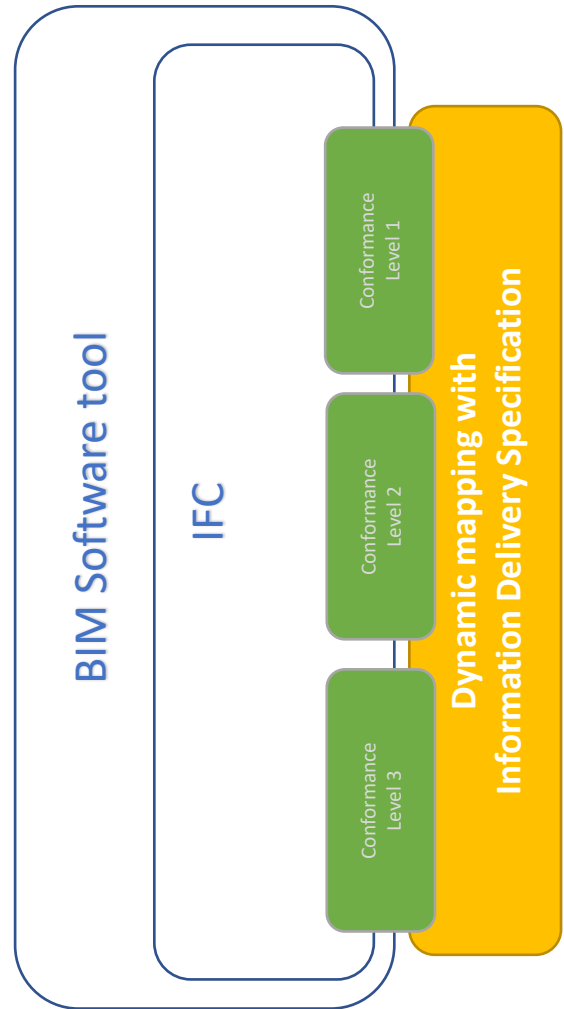 BIM Software tool
IFC
Conformance
Level 3
Conformance
Level 2
Conformance
Level 1
Dynamic mapping with
Information Delivery Specification